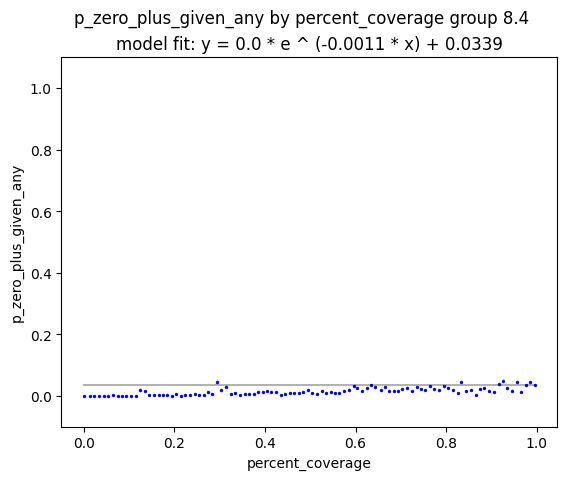 p_zero_plus_given_any by percent_coverage group 8.4
model fit: y = 0.0 * e ^ (-0.0011 * x) + 0.0339
1.0
0.8
0.6
0.4
0.2
0.0
p_zero_plus_given_any
0.0 0.2 0.4 0.6 0.8 1.0
percent_coverage